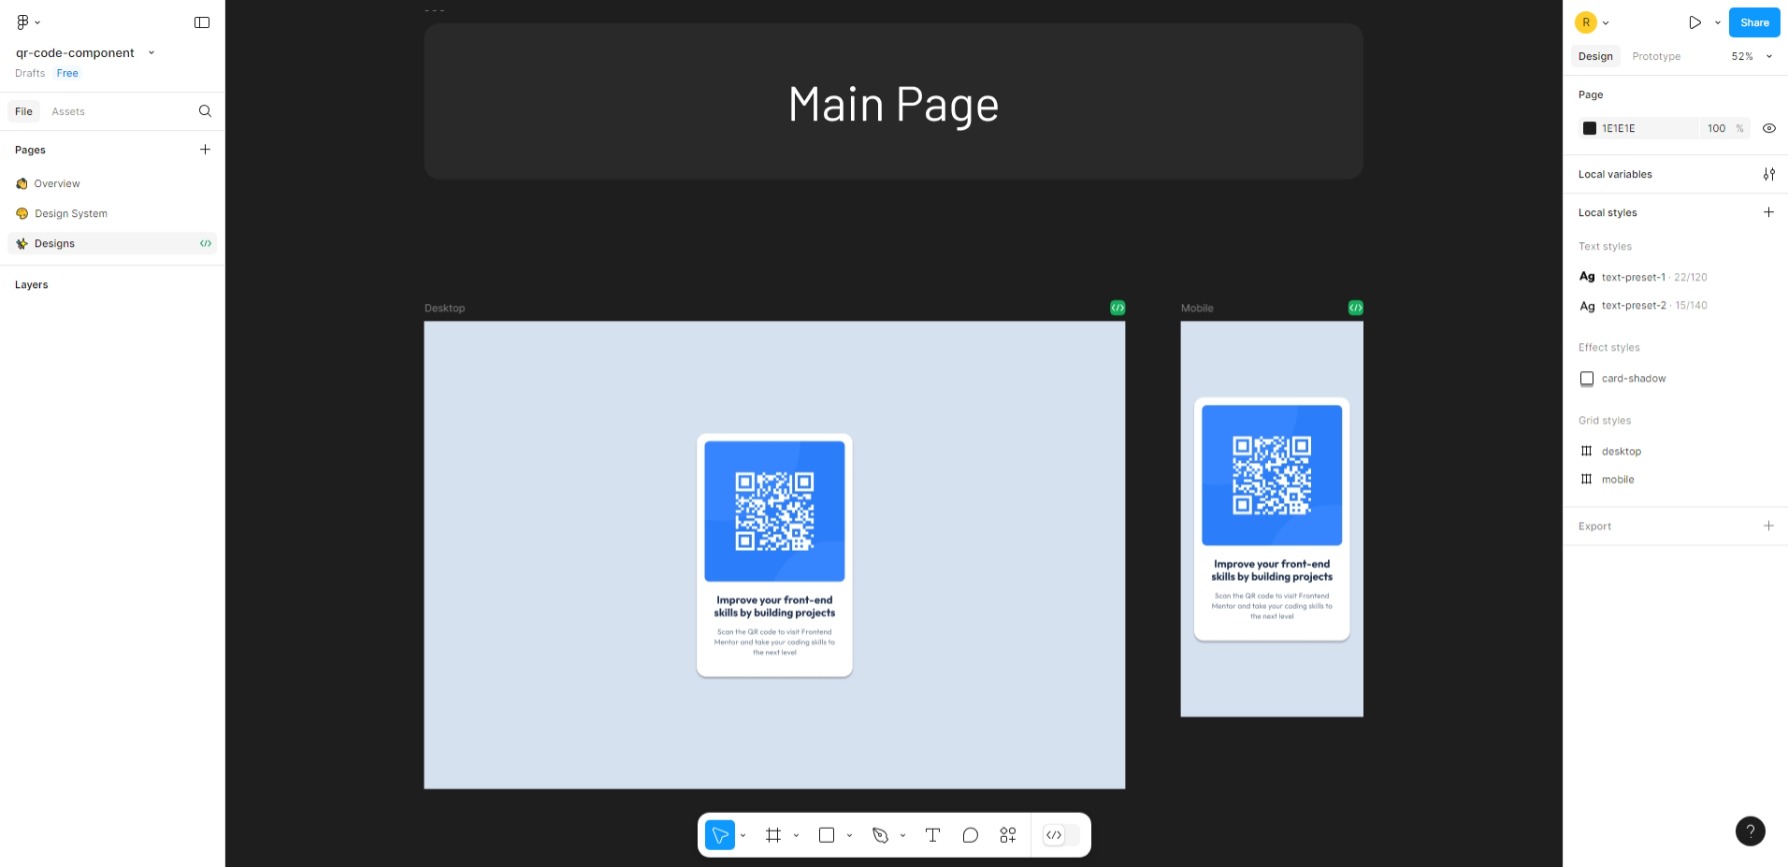 qr-code-component
Drafts Free
File Assets
Pages
Overview
Design System
Designs
Layers
Main Page
Desktop
Improve your front-end
skills by building projects
Scan the QR code to visit Frontend
Mentor and take your coding skills to
the next level
Mobile
Improve your front-end
skills by building projects
Scan the QR code to visit Frontend
Mentor and take your coding skills to
the next level
R
Share
Design Prototype 52%
Page
1E1E1E 100 %
Local variables
Local styles
Text styles
Ag text-preset-1 · 22/120
Ag text-preset-2 · 15/140
Effect styles
card-shadow
Grid styles
desktop
mobile
Export
?